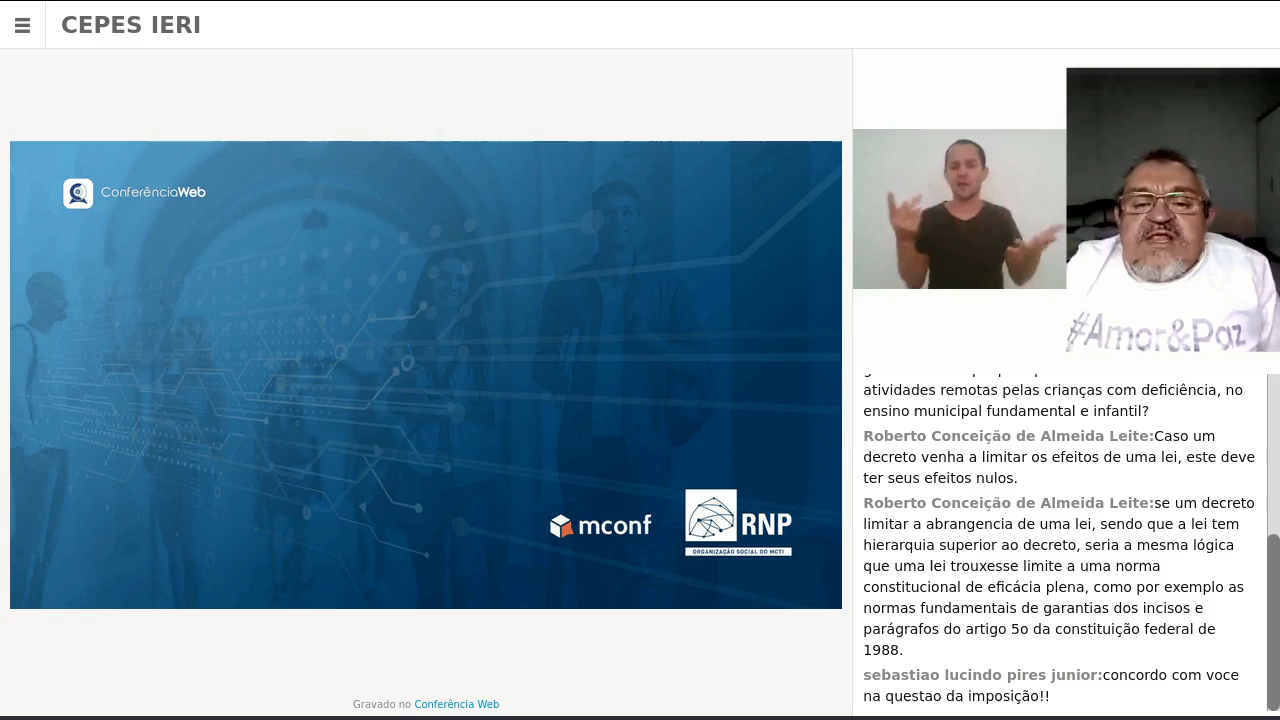 CEPES IERI
ConferênciaWeb
mconf
RNP
ORGANIZAÇÃO SOCIAL DO MCTI
Gravado no Conferência Web
#Amor&Paz
atividades remotas pelas crianças com deficiência, no
ensino municipal fundamental e infantil?
Roberto Conceição de Almeida Leite:Caso um
decreto venha a limitar os efeitos de uma lei, este deve
ter seus efeitos nulos.
Roberto Conceição de Almeida Leite:se um decreto
limitar a abrangencia de uma lei, sendo que a lei tem
hierarquia superior ao decreto, seria a mesma lógica
que uma lei trouxesse limite a uma norma
constitucional de eficácia plena, como por exemplo as
normas fundamentais de garantias dos incisos e
parágrafos do artigo 5o da constituição federal de
1988.
sebastiao lucindo pires junior:concordo com voce
na questao da imposição!!